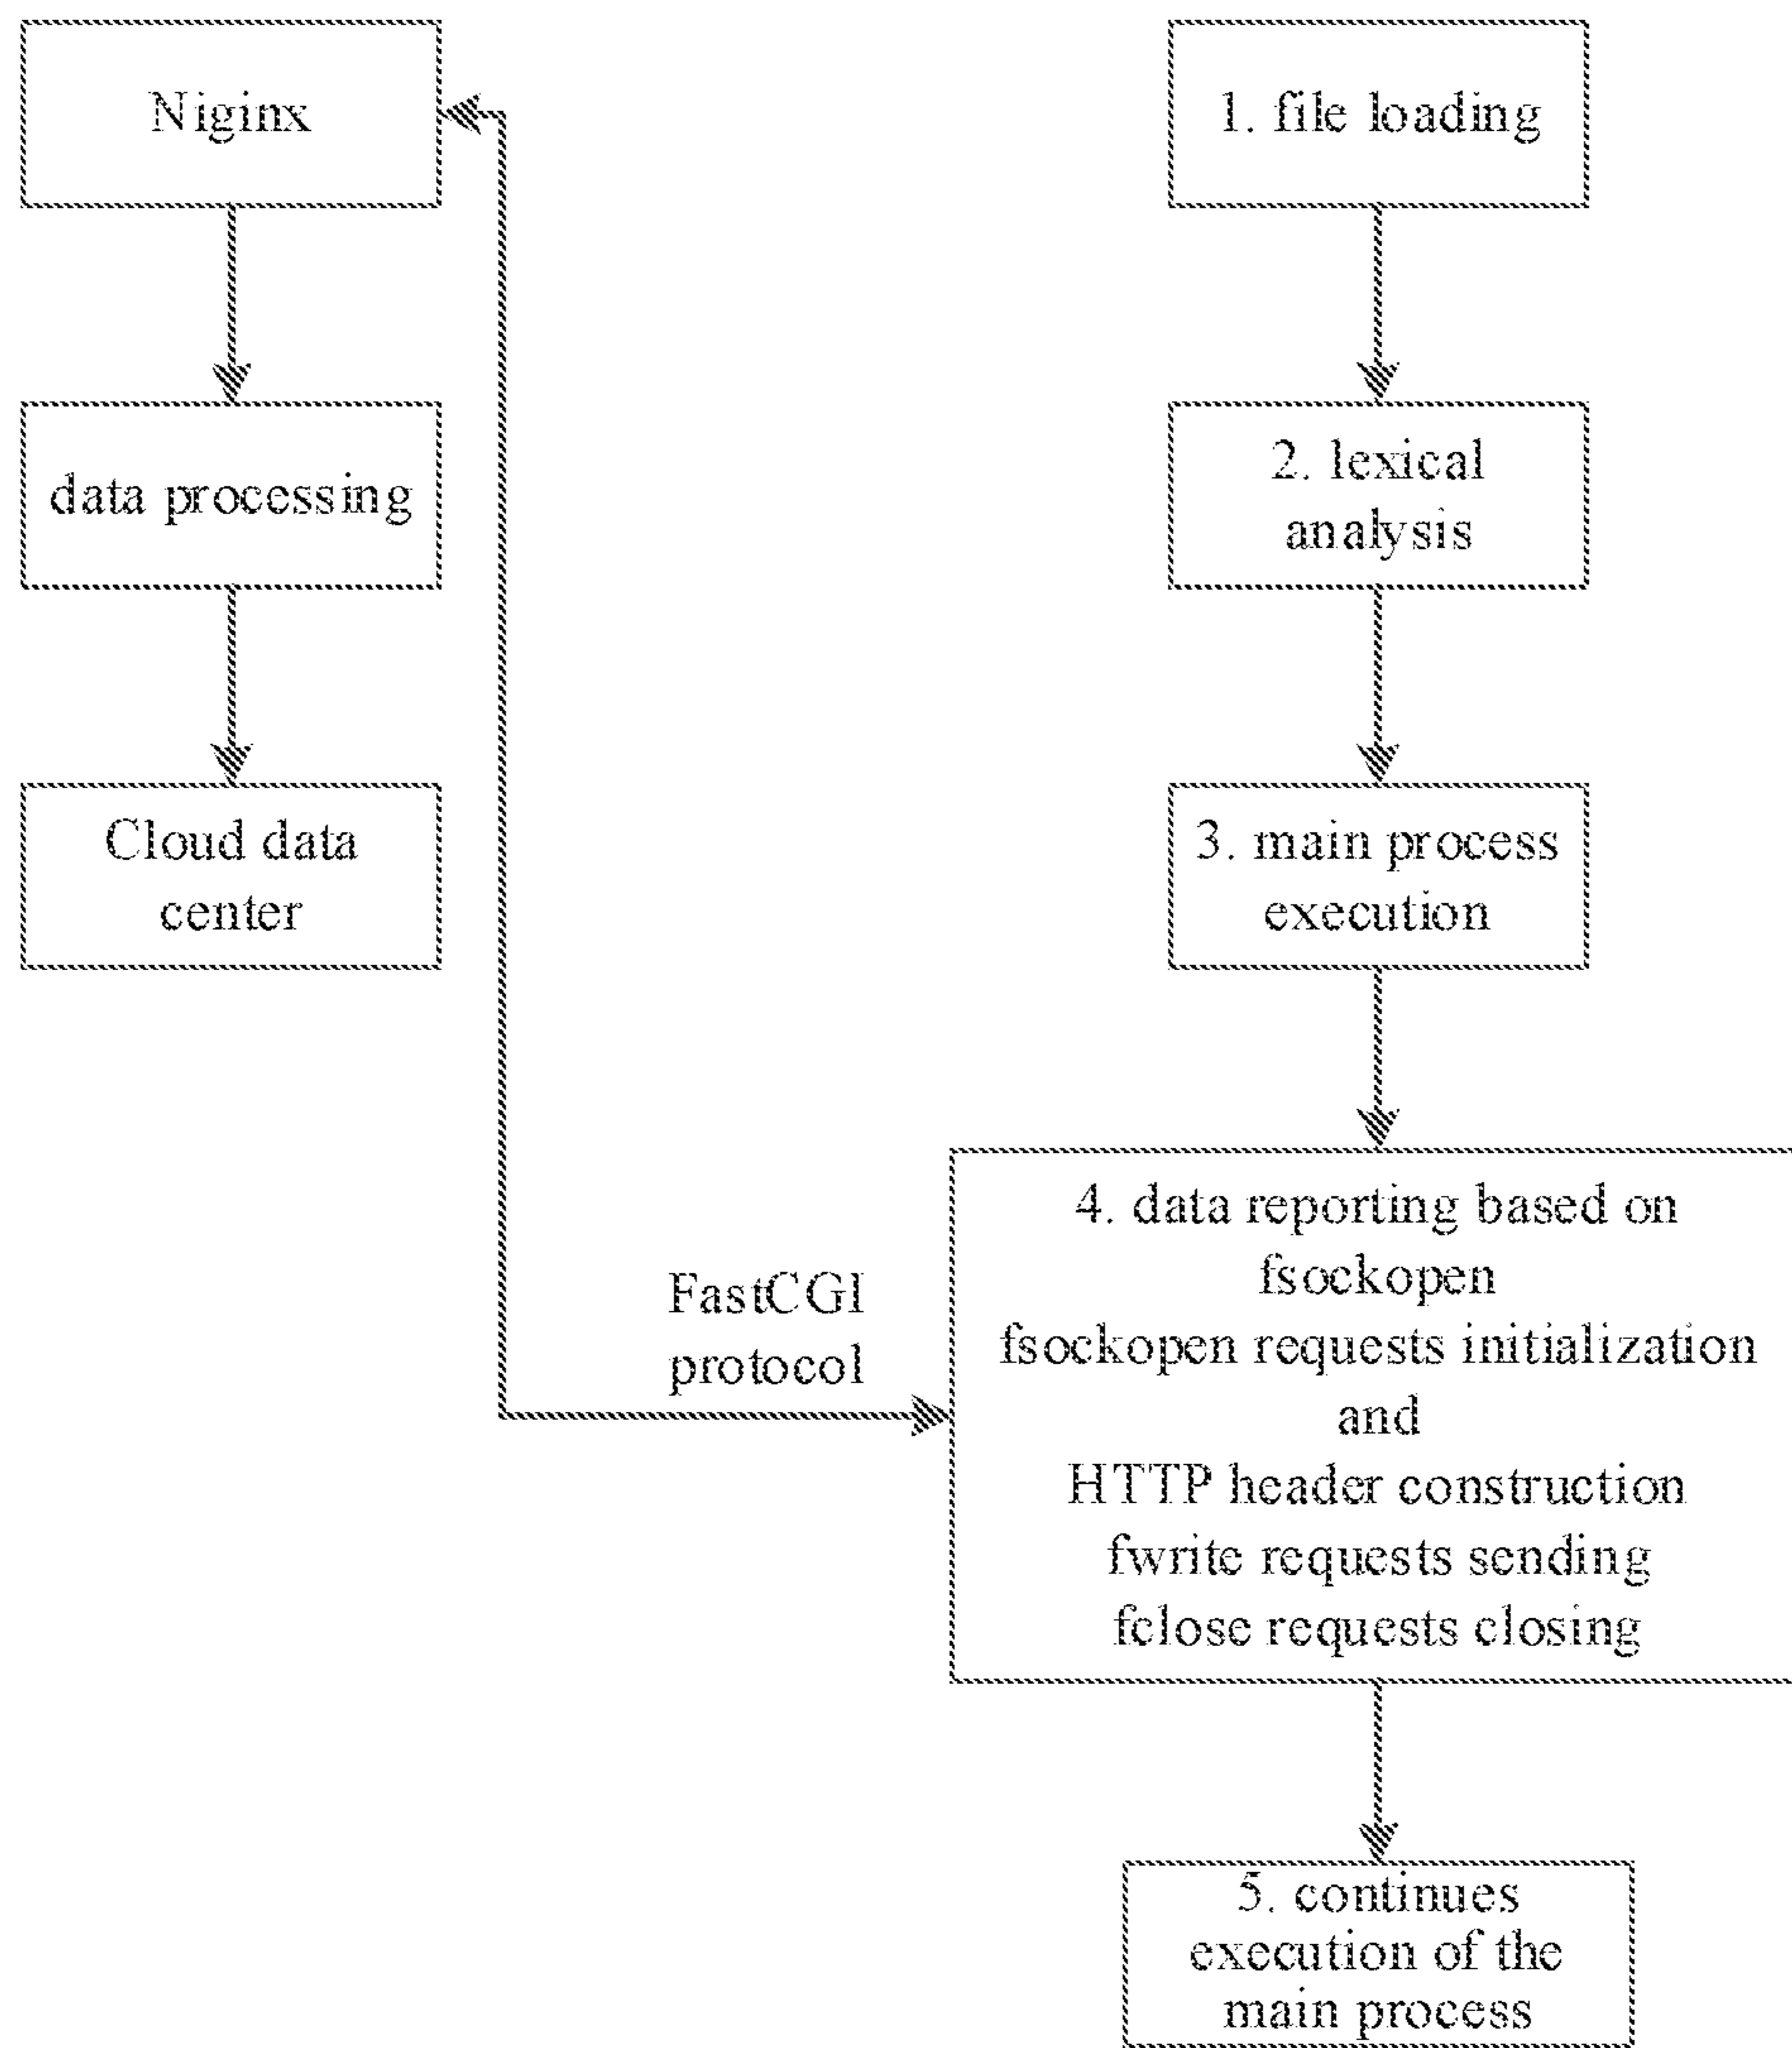 Niginx
data processing
Cloud data
center
FastCGI
protocol
1. file loading
2. lexical
analysis
3. main process
execution
4. data reporting based on
fsockopen
fsockopen requests initialization
and
HTTP header construction
fwrite requests sending
fclose requests closing
5. continues
execution of the
main process